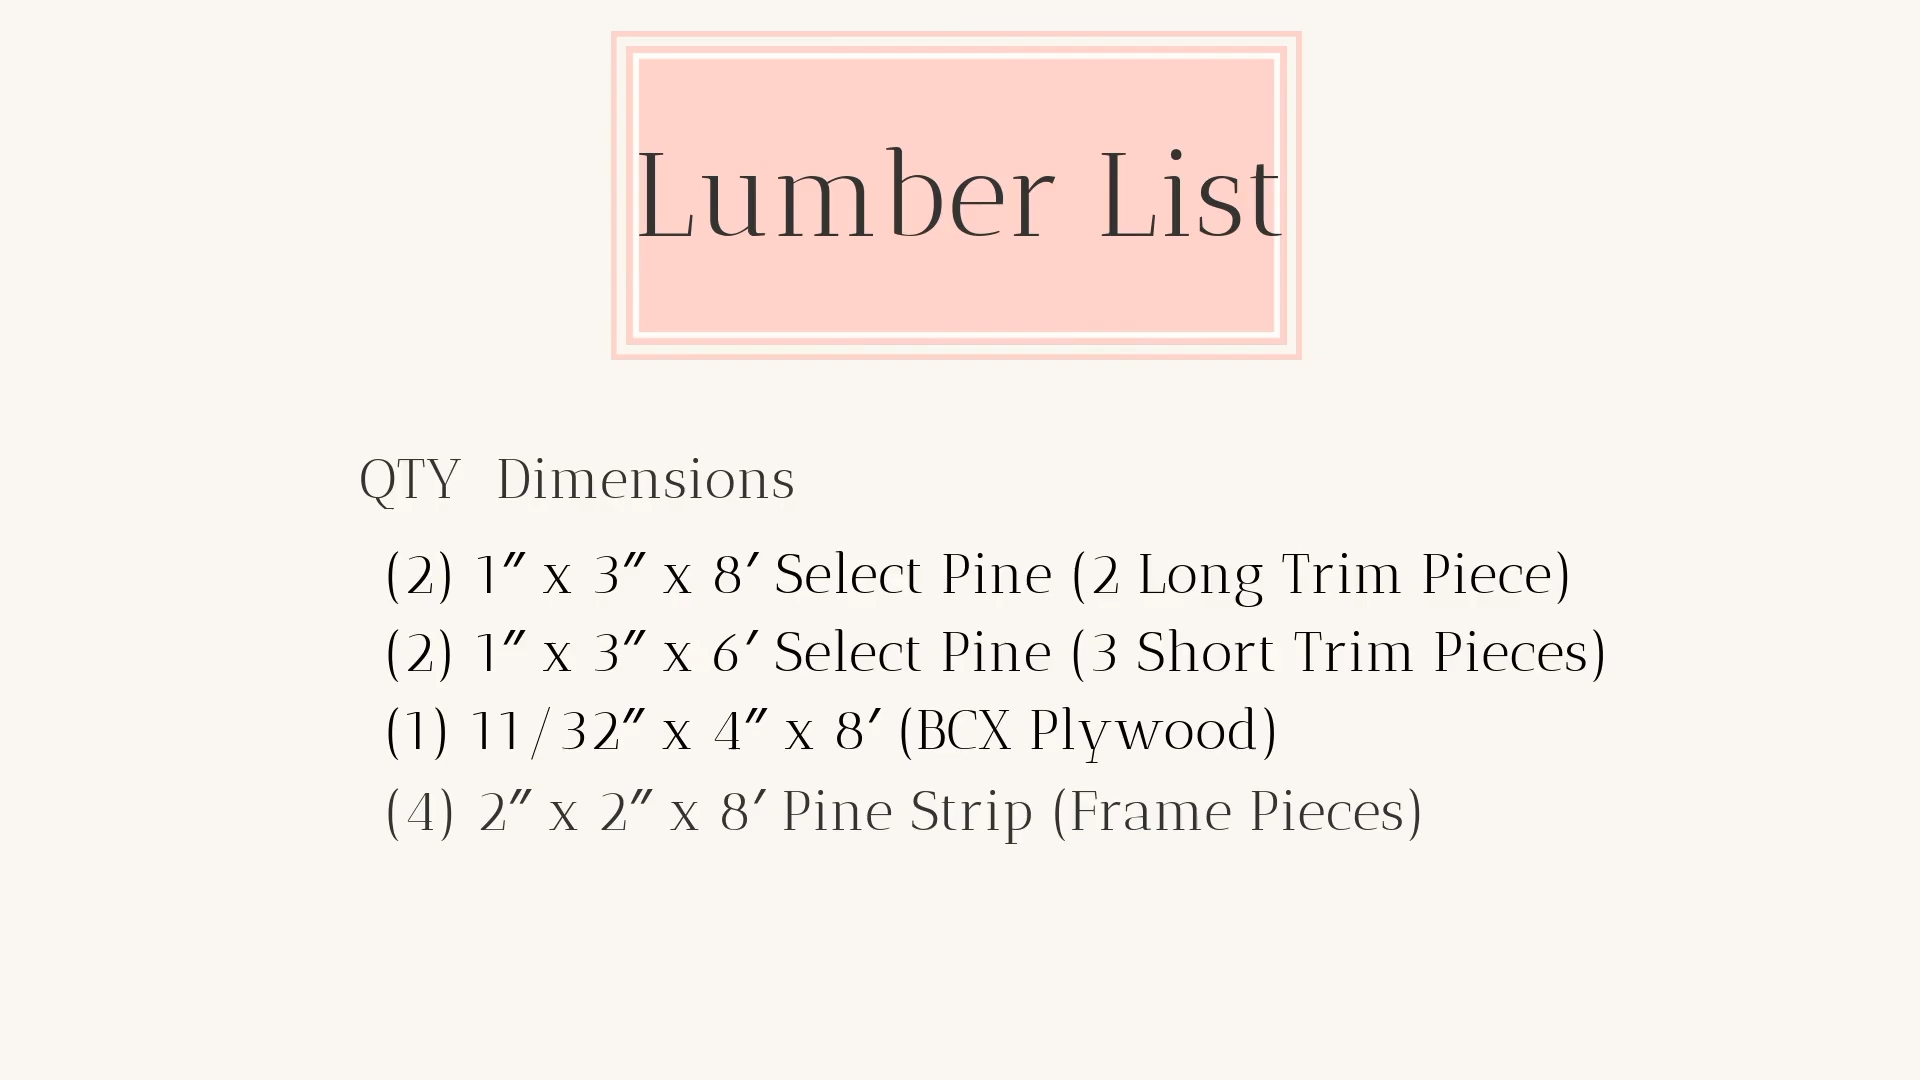 Lumber List
QTY Dimensions
(2) 1″ x 3″ x 8′ Select Pine (2 Long Trim Piece)
(2) 1″ x 3″ x 6′ Select Pine (3 Short Trim Pieces)
(1) 11/32″ x 4″ x 8′ (BCX Plywood)
(4) 2″ x 2″ x 8′ Pine Strip (Frame Pieces)